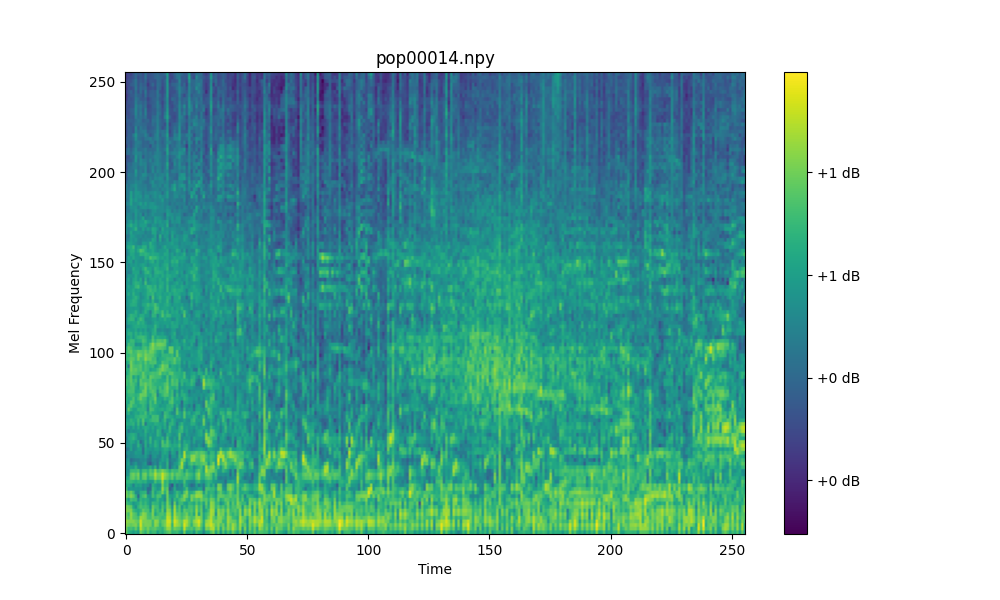 pop00014.npy
Mel Frequency
250
200
150
100
50
0
0 50 100 150 200 250
Time
+1 dB
+1 dB
+0 dB
+0 dB